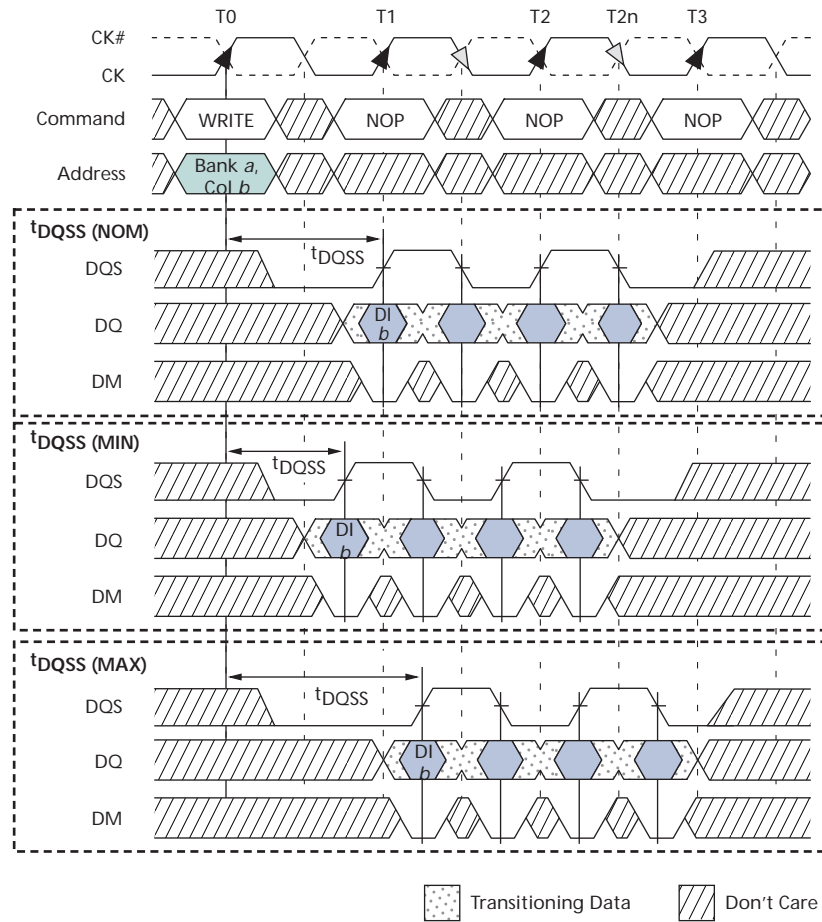 T0 T1 T2 T2n T3
CK#
CK
Command WRITE NOP NOP NOP
Address Bank a, Col b
tDQSS (NOM)
tDQSS
DQS
DQ DI b
DM
tDQSS (MIN)
tDQSS
DQS
DQ DI b
DM
tDQSS (MAX)
tDQSS
DQS
DQ DI b
DM
Transitioning Data Don't Care